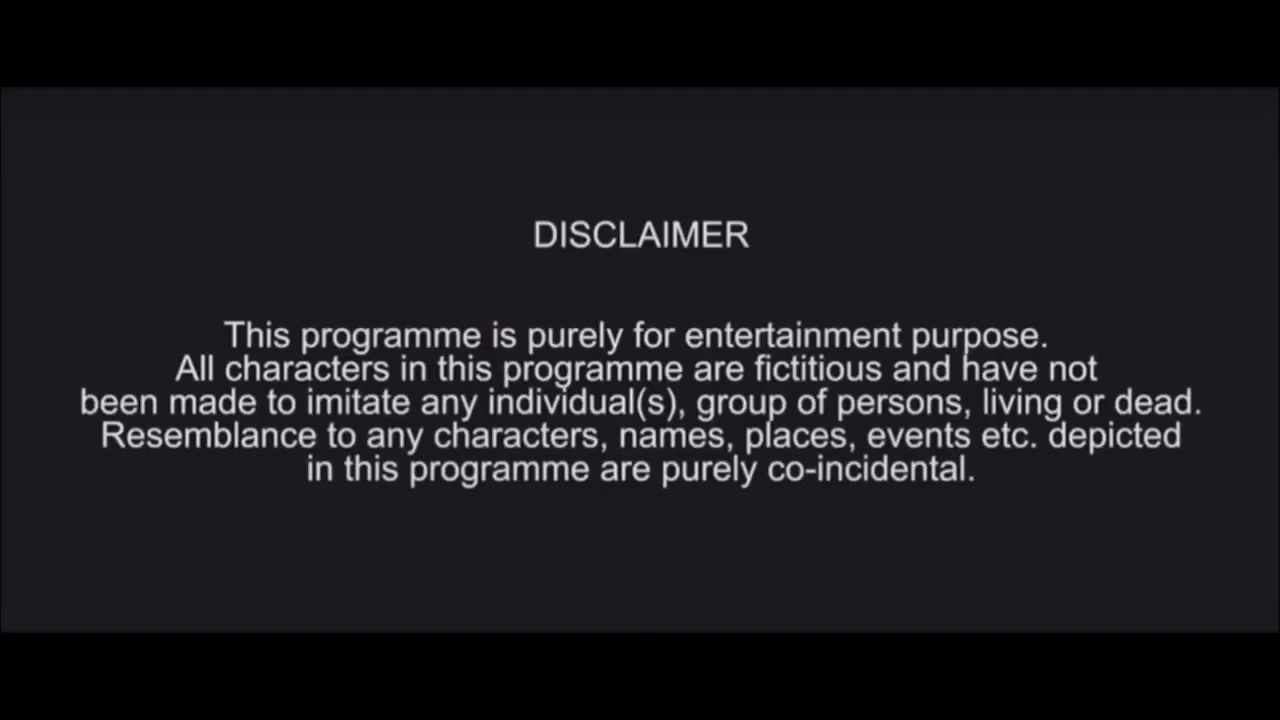 DISCLAIMER
This programme is purely for entertainment purpose.
All characters in this programme are fictitious and have not
been made to imitate any individual(s), group of persons, living or dead.
Resemblance to any characters, names, places, events etc. depicted
in this programme are purely co-incidental.